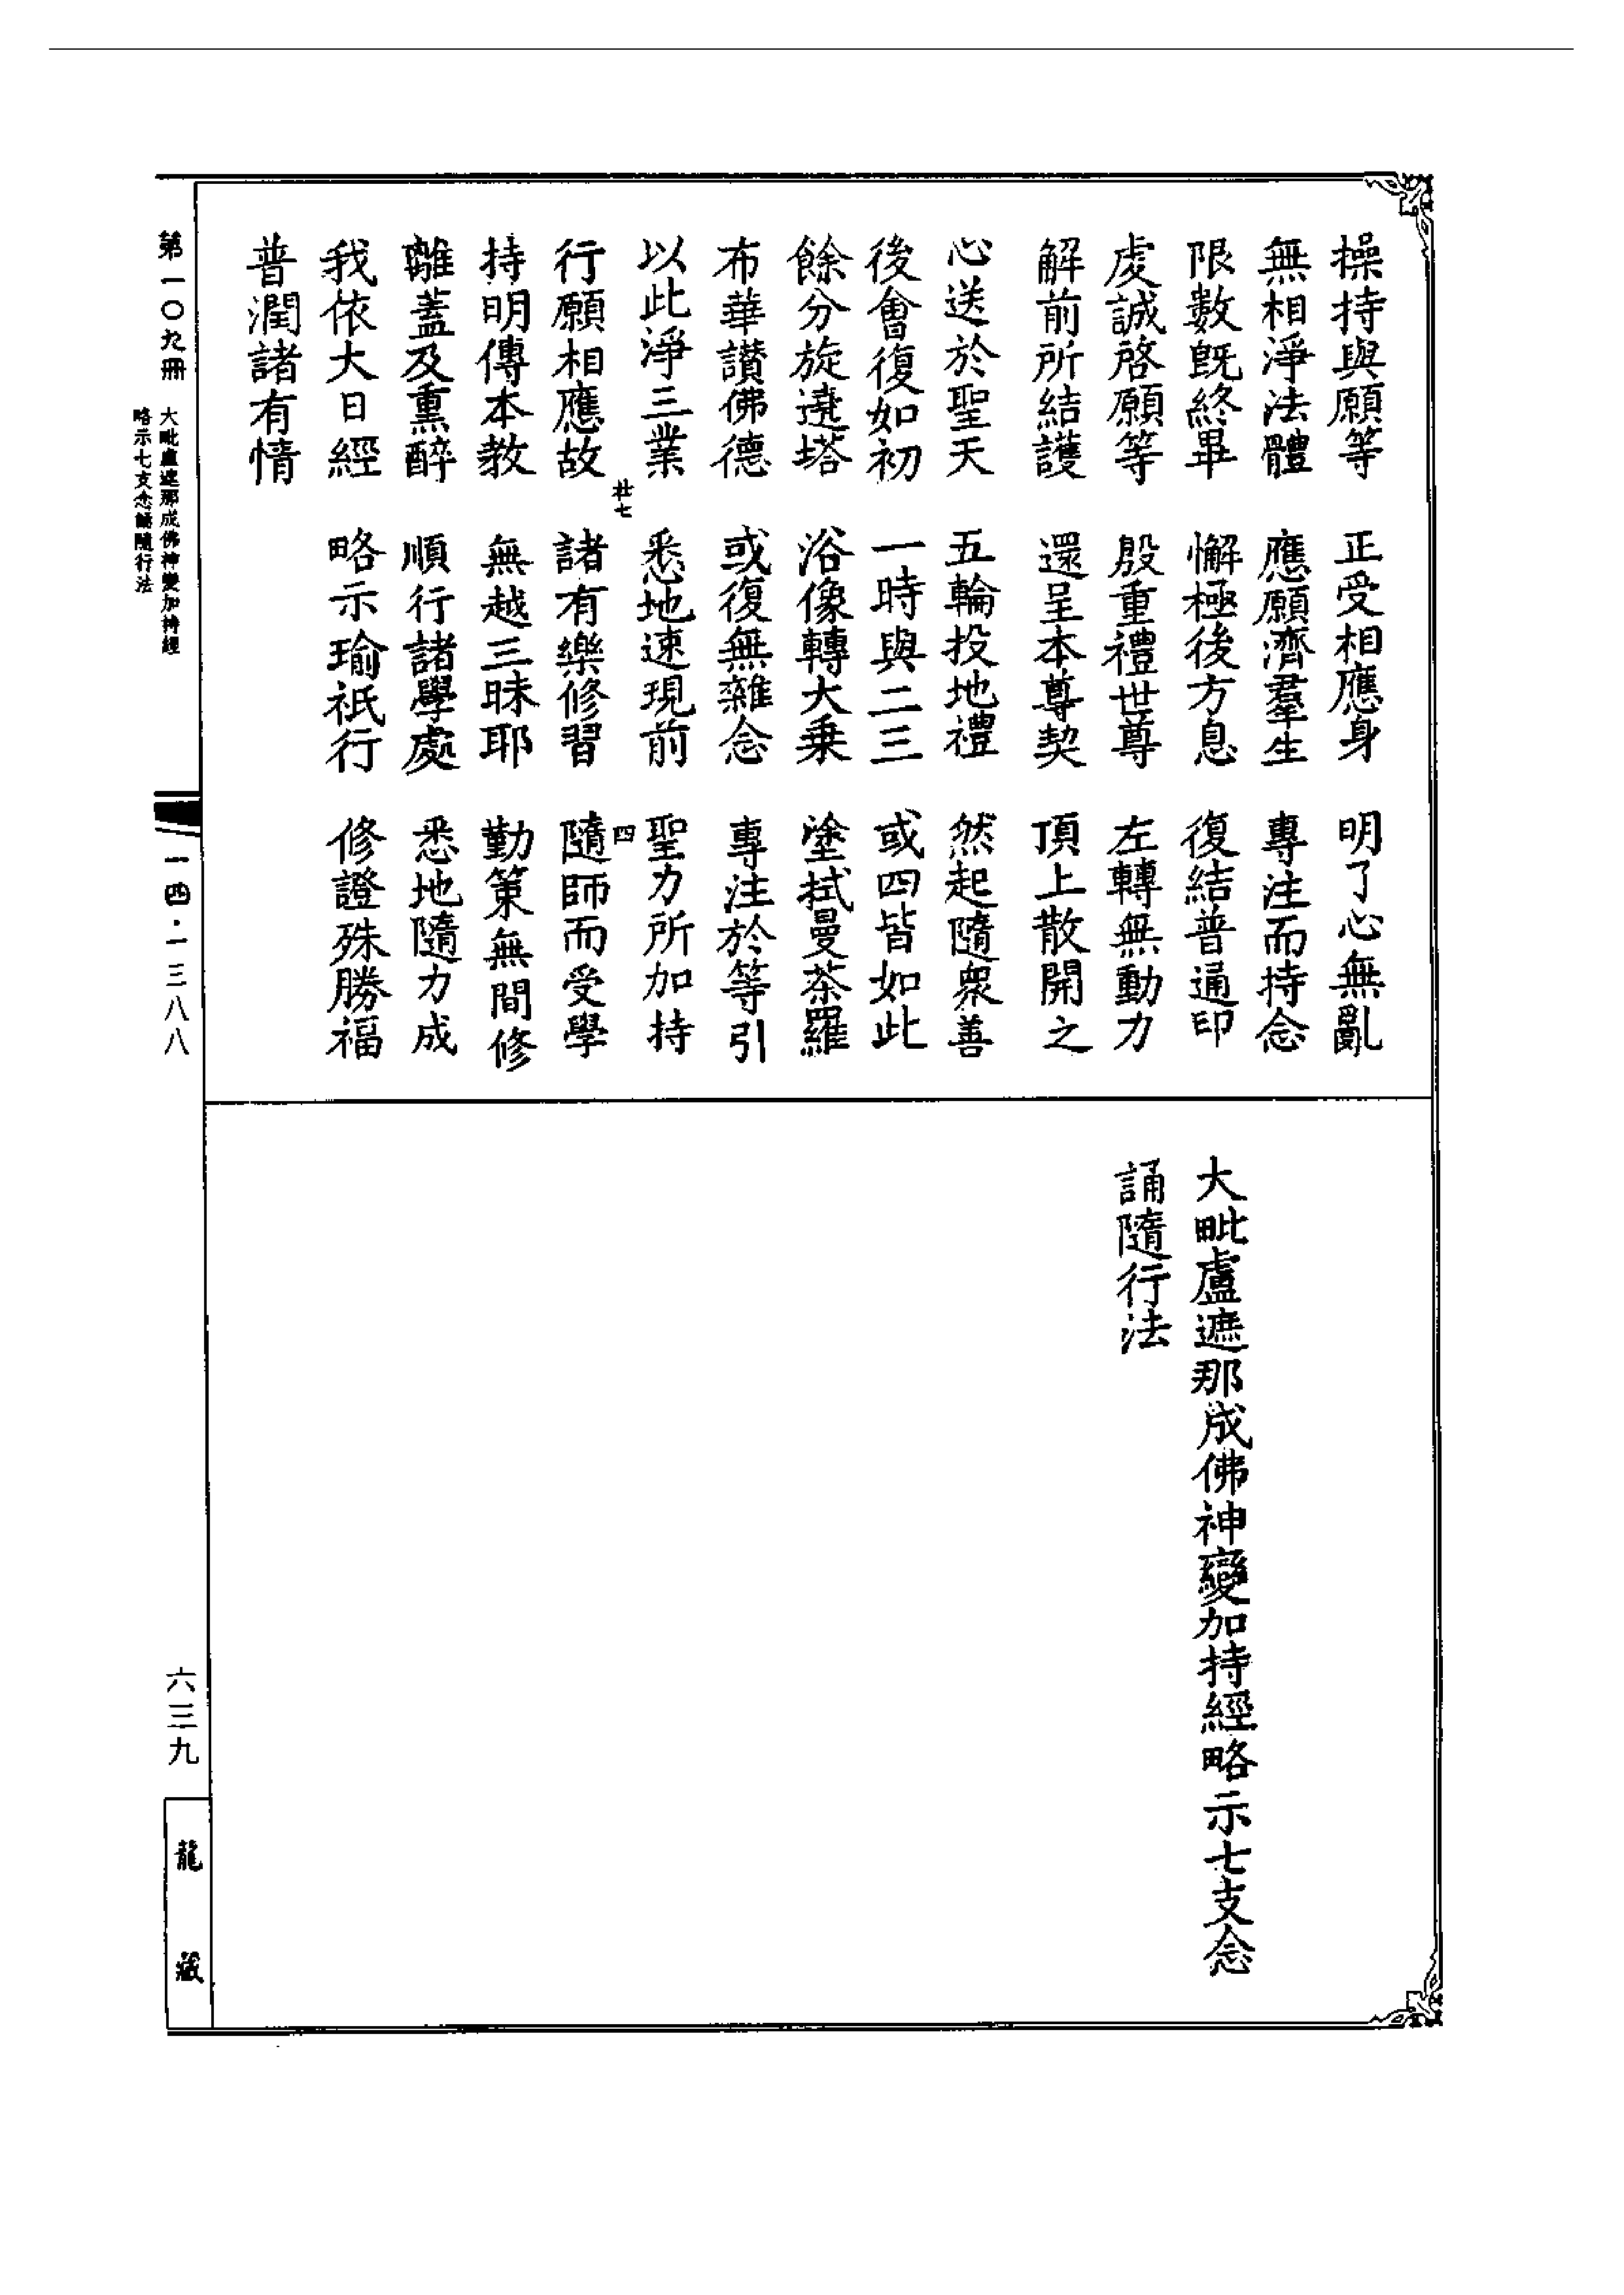 操持與願等　正受相應身　明了心無亂
無相淨法體　應願濟羣生　專注而持念
限數旣終畢　懈極後方息　復結普通印
虔誠啓願等　殷重禮世尊　左轉無動刀
解前所結護　還呈本尊契　頂上散開之
心送於聖天　五輪投地禮　然起隨衆善
後會復如初　一時與二三　或四皆如此
餘分旋遶塔　浴像轉大乗　塗拭曼茶羅
布華讃佛德　或復無雜念　專注於等引
以此淨三業　悉地速現前　聖力所加持
廿七　四
行願相應故　諸有樂修習　隨師而受學
持明傳本教　無越三昧耶　勤策無間修
離蓋及熏醉　順行諸學處　悉地隨力成
我依大日經　略示瑜祇行　修證殊勝福
普潤諸有情
大毗盧遮那成佛神變加持經略示七支念
誦隨行法
第一〇九冊　大毗盧遮那成佛神變加持經
略示七支念誦隨行法
一四·一三八八
六三九
龍藏